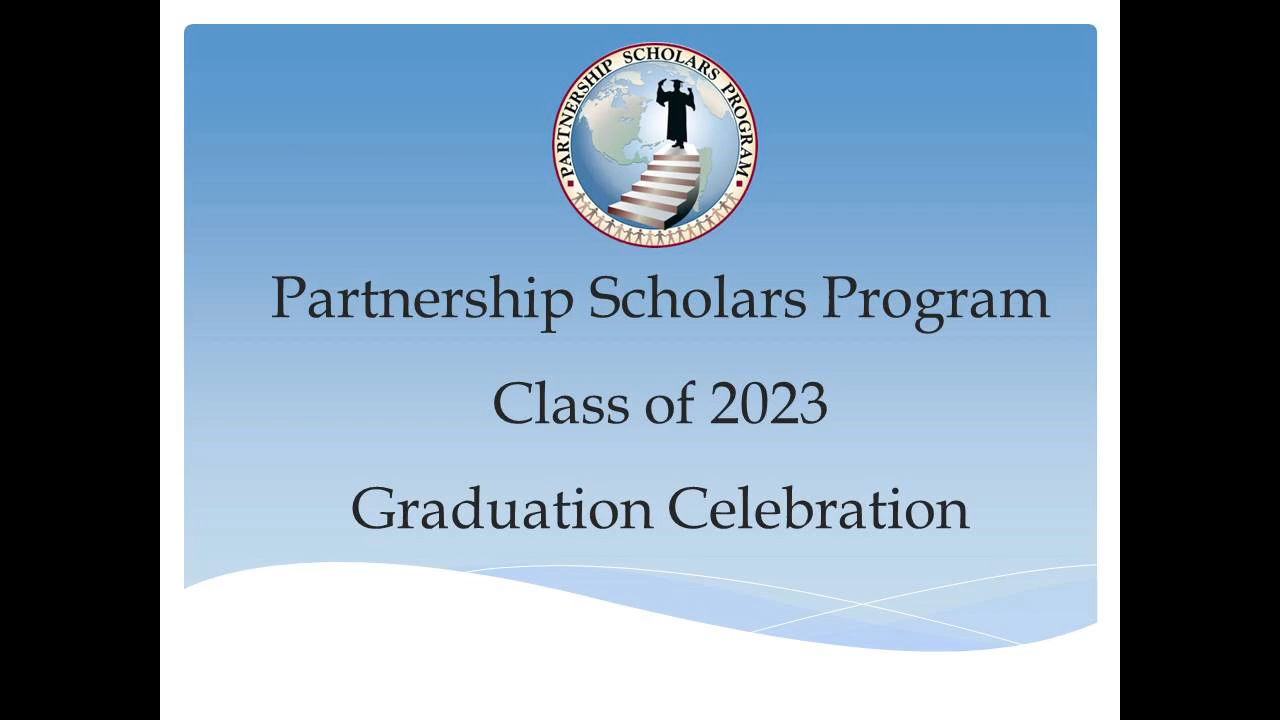 PARTNERSHIP SCHOLARS PROGRAM
Partnership Scholars Program
Class of 2023
Graduation Celebration